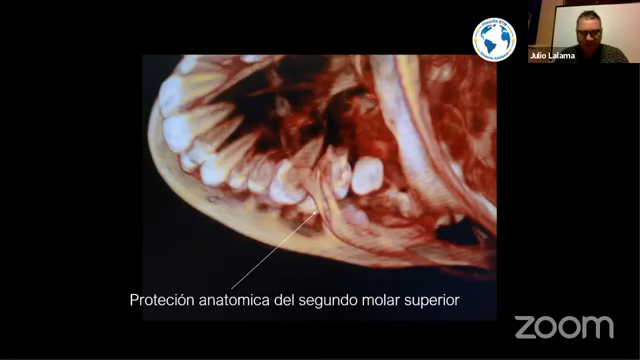 Julio Lalama
Proteción anatomica del segundo molar superior
zoom